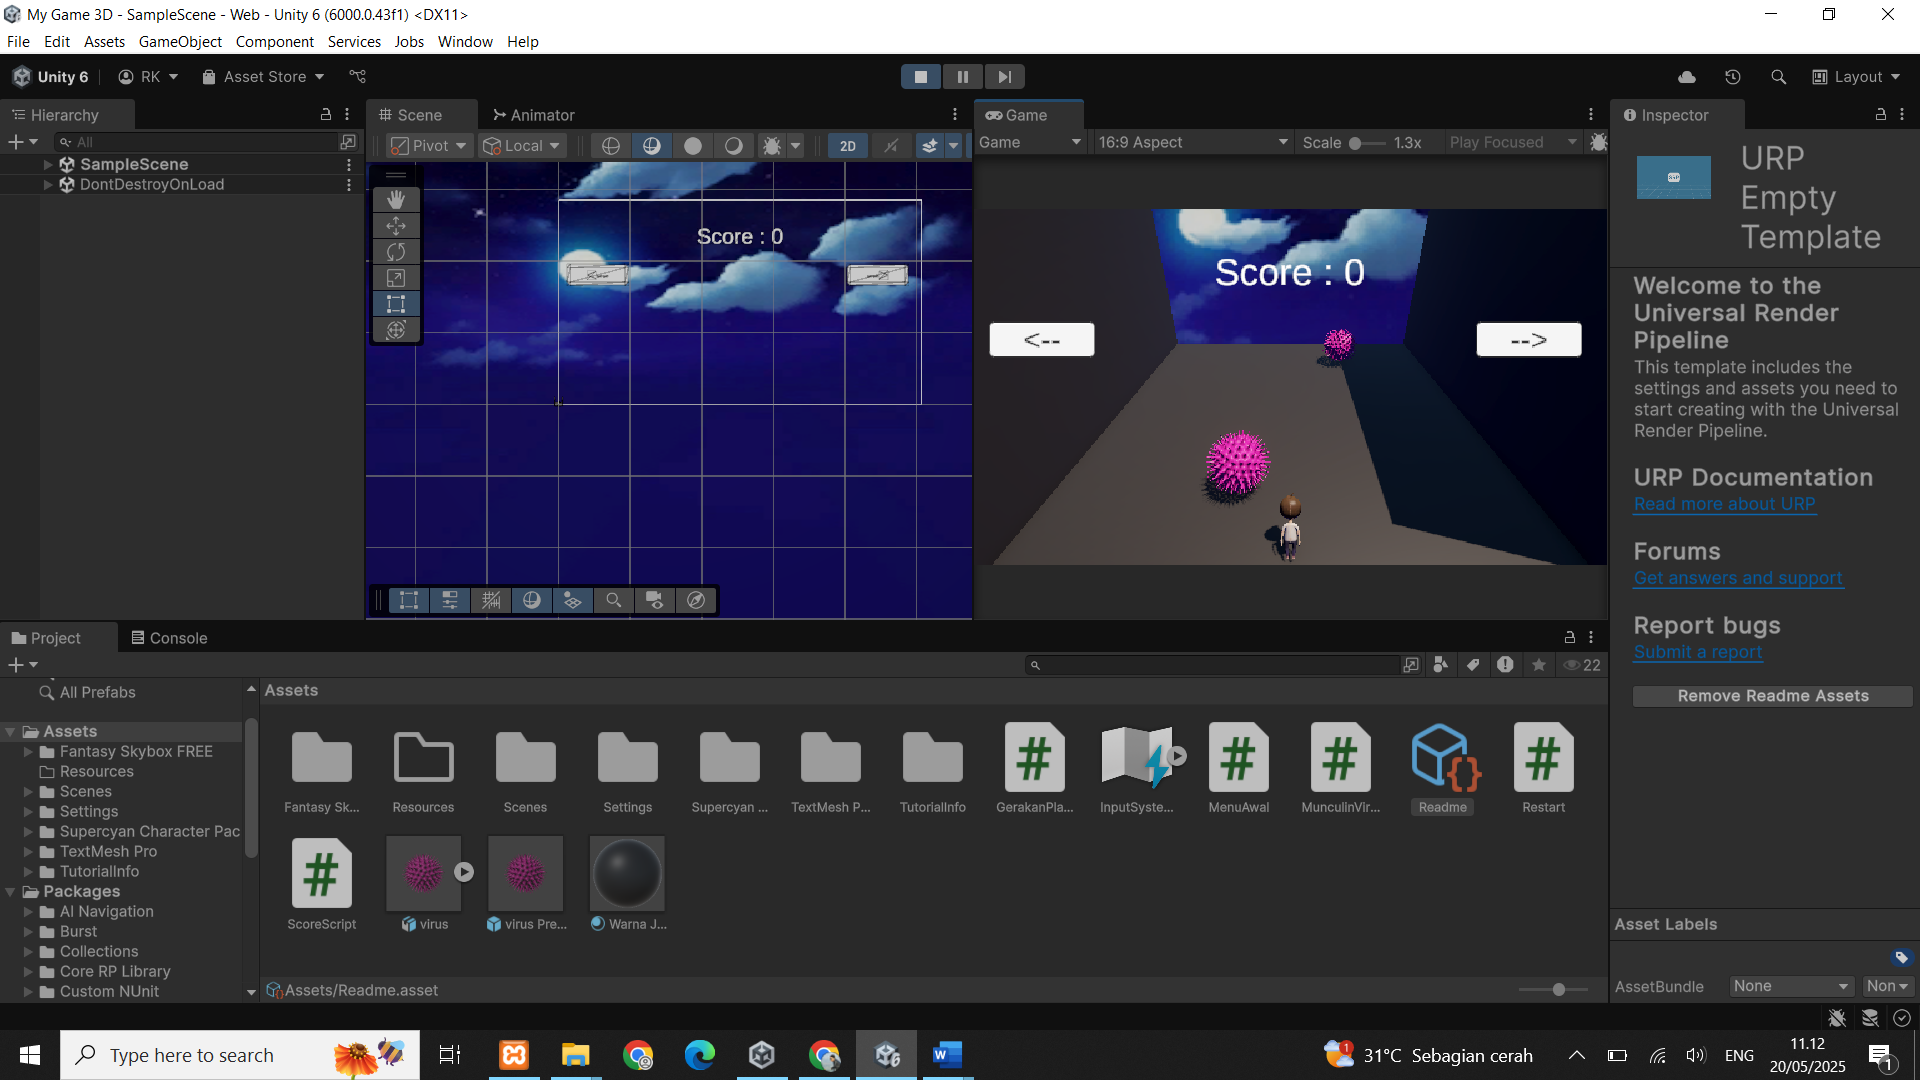 My Game 3D - SampleScene - Web - Unity 6 (6000.0.43f1) <DX11>
File Edit Assets GameObject Component Services Jobs Window Help
Unity 6 RK Asset Store Layout
Hierarchy
All
SampleScene
DontDestroyOnLoad
Scene Animator
Pivot Local 2D
Score : 0
Game
Game 16:9 Aspect Scale 1.3x Play Focused
Score : 0
<-- -->
Inspector
URP
Empty
Template
Welcome to the
Universal Render
Pipeline
This template includes the
settings and assets you need to
start creating with the Universal
Render Pipeline.
URP Documentation
Read more about URP
Forums
Get answers and support
Report bugs
Submit a report
Remove Readme Assets
Asset Labels
AssetBundle None Non
Project Console
22
All Prefabs
Assets
Fantasy Skybox FREE
Resources
Scenes
Settings
Supercyan Character Pac
TextMesh Pro
TutorialInfo
Packages
AI Navigation
Burst
Collections
Core RP Library
Custom NUnit
Assets
Fantasy Sk... Resources Scenes Settings Supercyan ... TextMesh P... TutorialInfo GerakanPla... InputSyste... MenuAwal MunculinVir... Readme Restart
ScoreScript virus virus Pre... Warna J...
Assets/Readme.asset
Type here to search
31°C Sebagian cerah ENG 11.12
20/05/2025
1